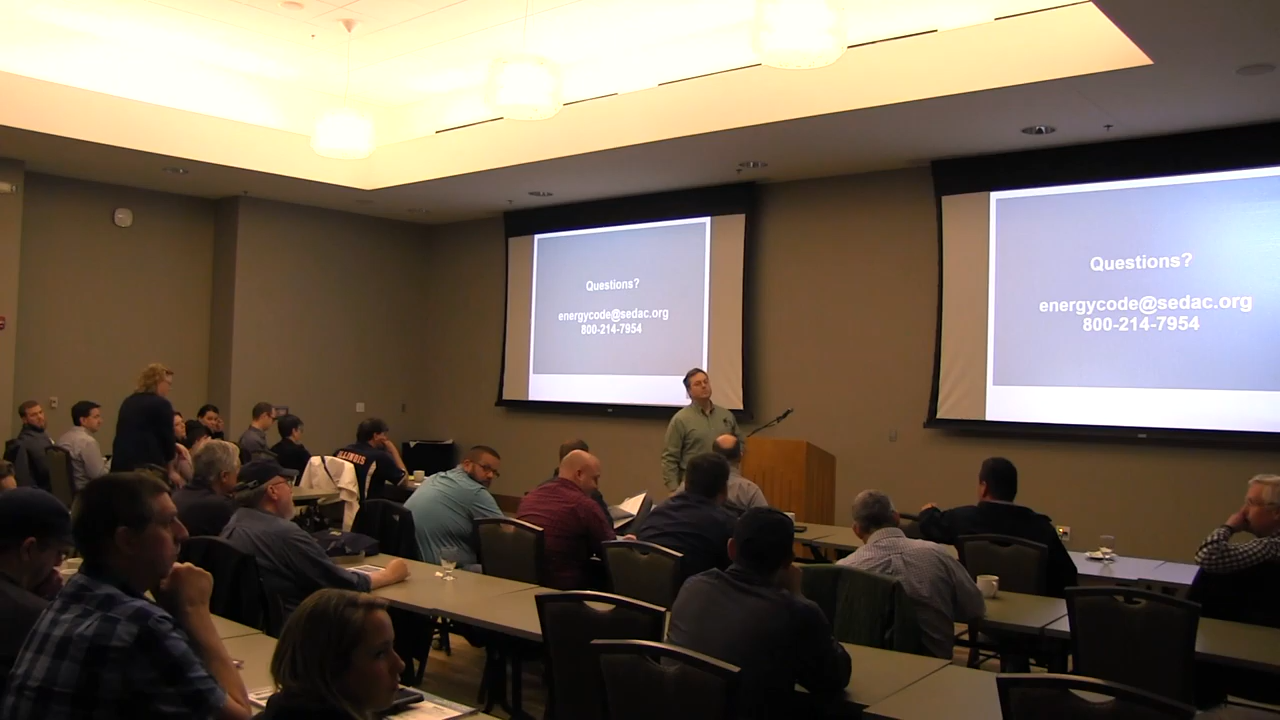 Questions?
energycode@sedac.org
800-214-7954
Questions?
energycode@sedac.org
800-214-7954
ILLINOIS